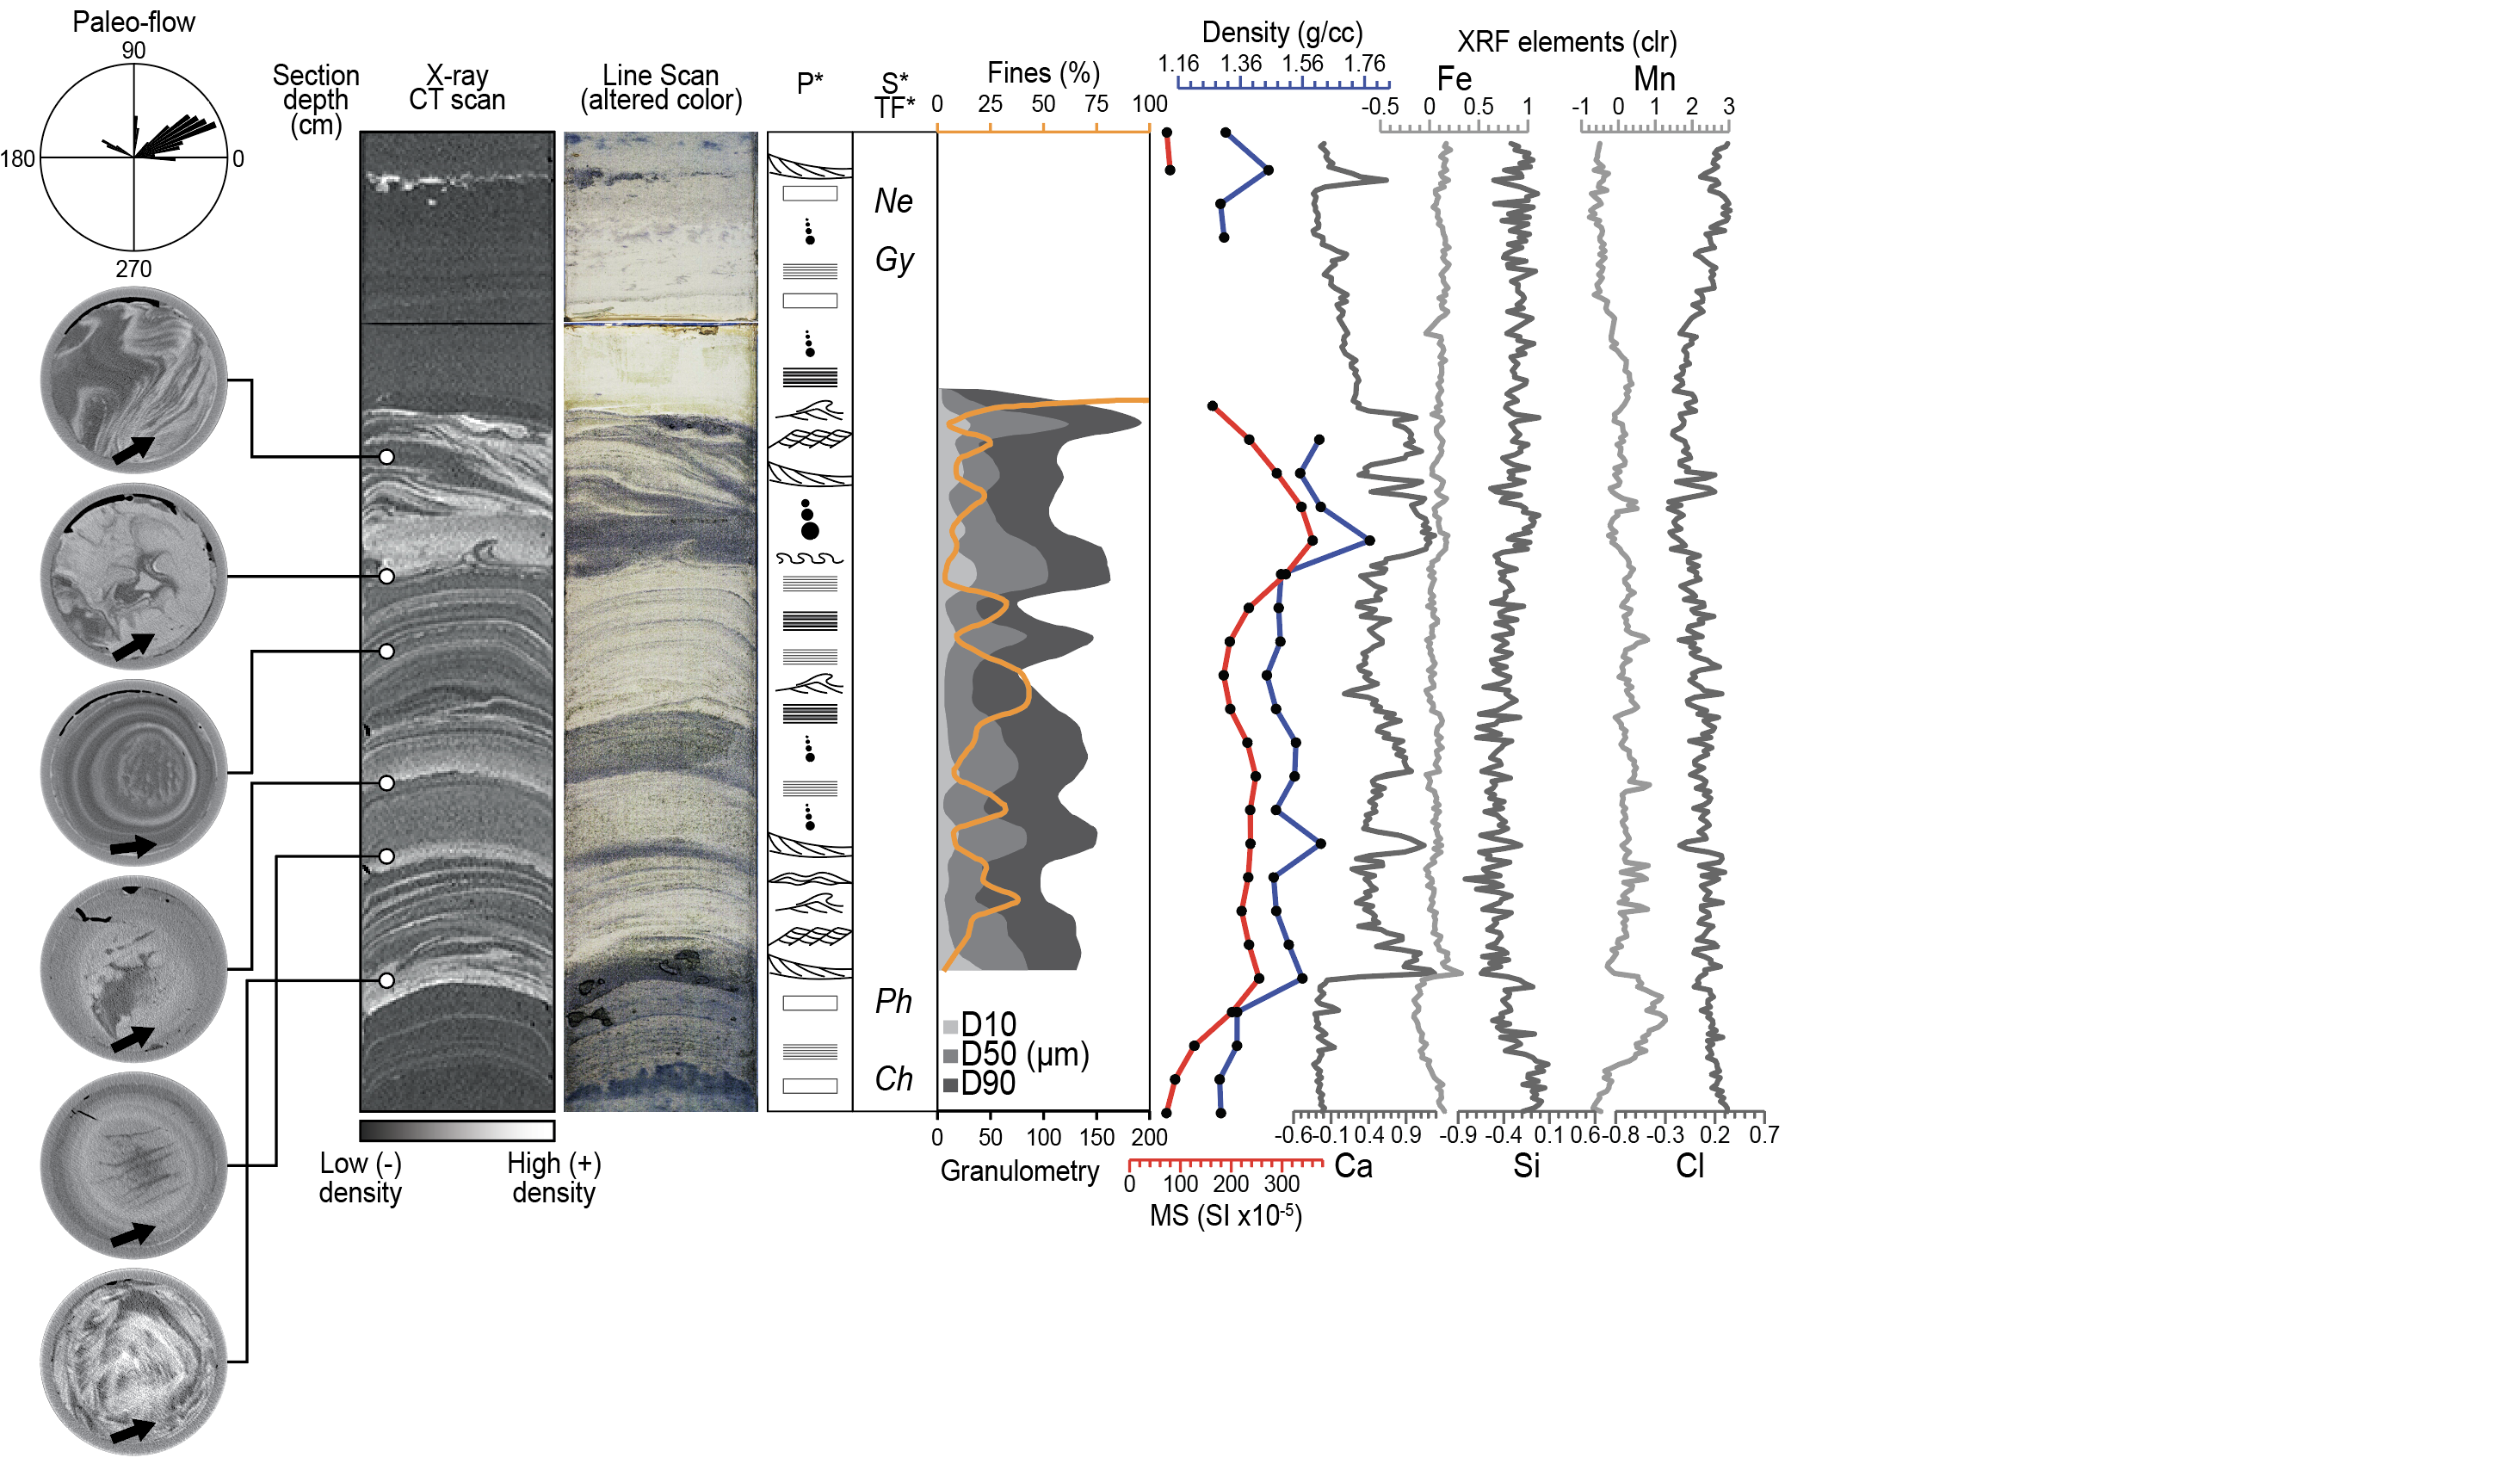 Paleo-flow
90
180
0
270
Section
depth
(cm)
X-ray
CT scan
Line Scan
(altered color)
P*
S*
TF*
Fines (%)
0 25 50 75 100
Density (g/cc)
1.16 1.36 1.56 1.76
XRF elements (clr)
Fe
-0.5 0 0.5 1
Mn
-1 0 1 2 3
Ne
Gy
Ph
Ch
D10
D50 (µm)
D90
0 50 100 150 200
Granulometry
0 100 200 300
MS (SI x10-5)
-0.6 -0.1 0.4 0.9
Ca
-0.9 -0.4 0.1 0.6
Si
-0.8 -0.3 0.2 0.7
Cl
Low (-)
density
High (+)
density